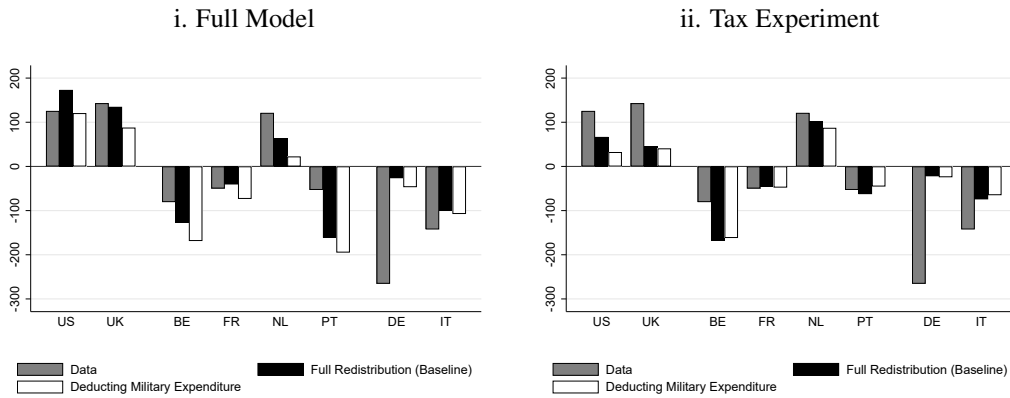 i. Full Model
200
100
0
-100
-200
-300
US UK BE FR NL PT DE IT
Data
Full Redistribution (Baseline)
Deducting Military Expenditure
ii. Tax Experiment
200
100
0
-100
-200
-300
US UK BE FR NL PT DE IT
Data
Full Redistribution (Baseline)
Deducting Military Expenditure